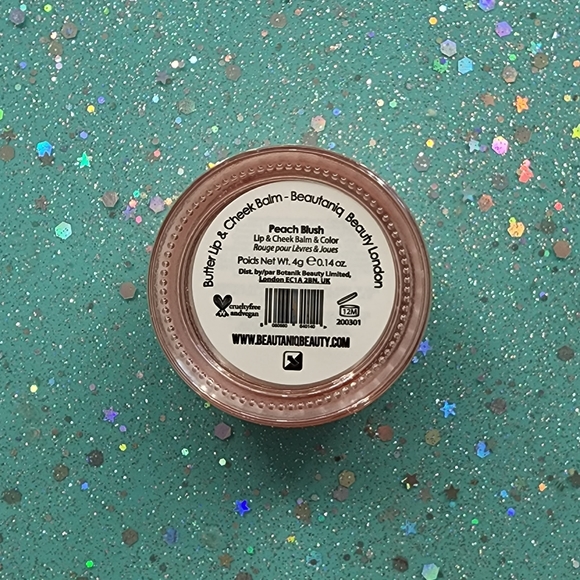 Butter Lip & Cheek Balm - Beautaniq Beauty London
Peach Blush
Lip & Cheek Balm & Color
Rouge pour Lèvres & Joues
Poids Net Wt. 4g ℮ 0.14 oz.
Dist. by/par Botanik Beauty Limited,
London EC1A 2BN, UK
crueltyfree
andvegan
12M
200301
WWW.BEAUTANIQBEAUTY.COM